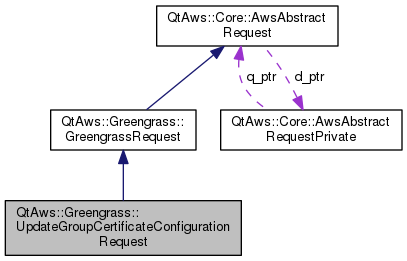 QtAws::Core::AwsAbstract
Request
q_ptr
d_ptr
QtAws::Greengrass::
GreengrassRequest
QtAws::Core::AwsAbstract
RequestPrivate
QtAws::Greengrass::
UpdateGroupCertificateConfiguration
Request